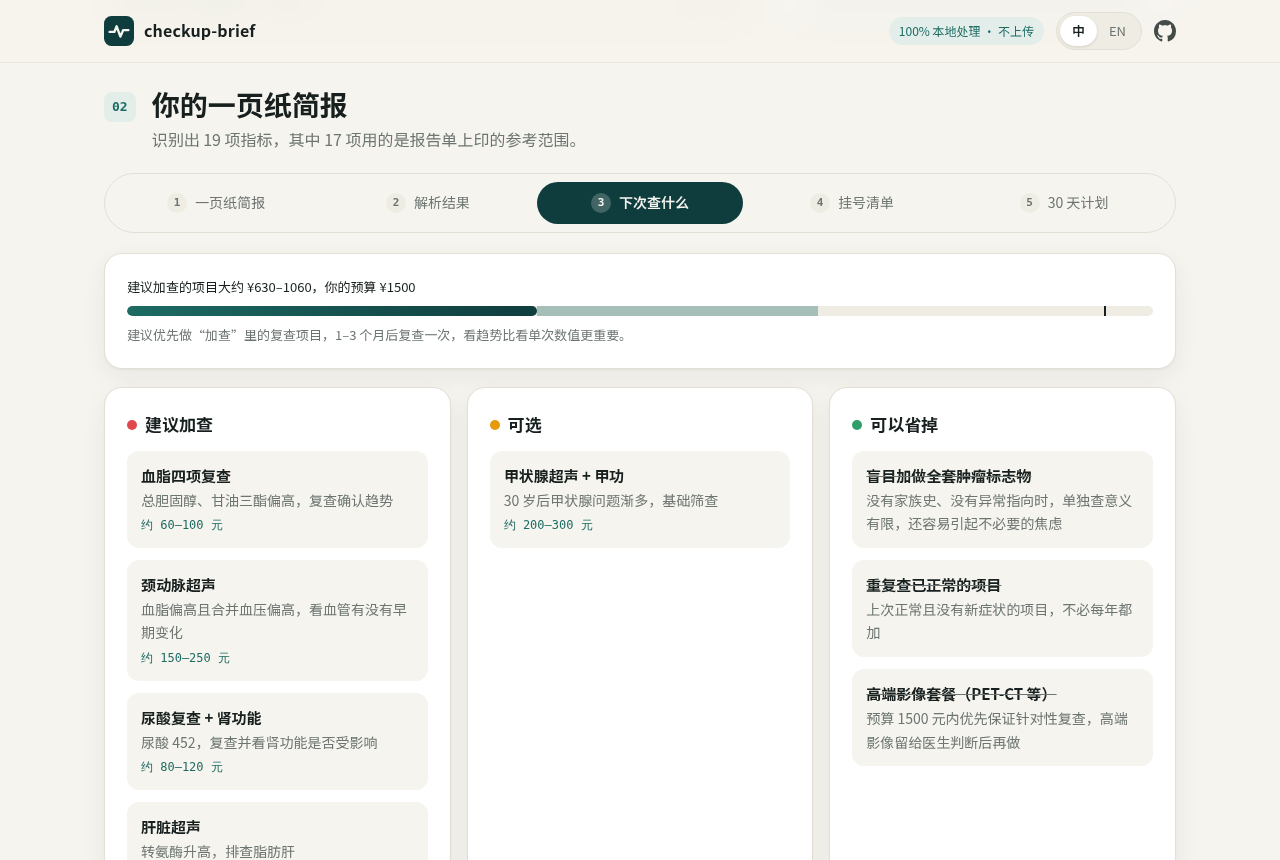 checkup-brief
100% 本地处理 · 不上传
中
EN
02
你的一页纸简报
识别出 19 项指标，其中 17 项用的是报告单上印的参考范围。
1 一页纸简报
2 解析结果
3 下次查什么
4 挂号清单
5 30 天计划
建议加查的项目大约 ¥630–1060，你的预算 ¥1500
建议优先做“加查”里的复查项目，1–3 个月后复查一次，看趋势比看单次数值更重要。
建议加查
血脂四项复查
总胆固醇、甘油三酯偏高，复查确认趋势
约 60–100 元
颈动脉超声
血脂偏高且合并血压偏高，看血管有没有早
期变化
约 150–250 元
尿酸复查 + 肾功能
尿酸 452，复查并看肾功能是否受影响
约 80–120 元
肝脏超声
转氨酶升高，排查脂肪肝
可选
甲状腺超声 + 甲功
30 岁后甲状腺问题渐多，基础筛查
约 200–300 元
可以省掉
盲目加做全套肿瘤标志物
没有家族史、没有异常指向时，单独查意义
有限，还容易引起不必要的焦虑
重复查已正常的项目
上次正常且没有新症状的项目，不必每年都
加
高端影像套餐（PET-CT 等）
预算 1500 元内优先保证针对性复查，高端
影像留给医生判断后再做